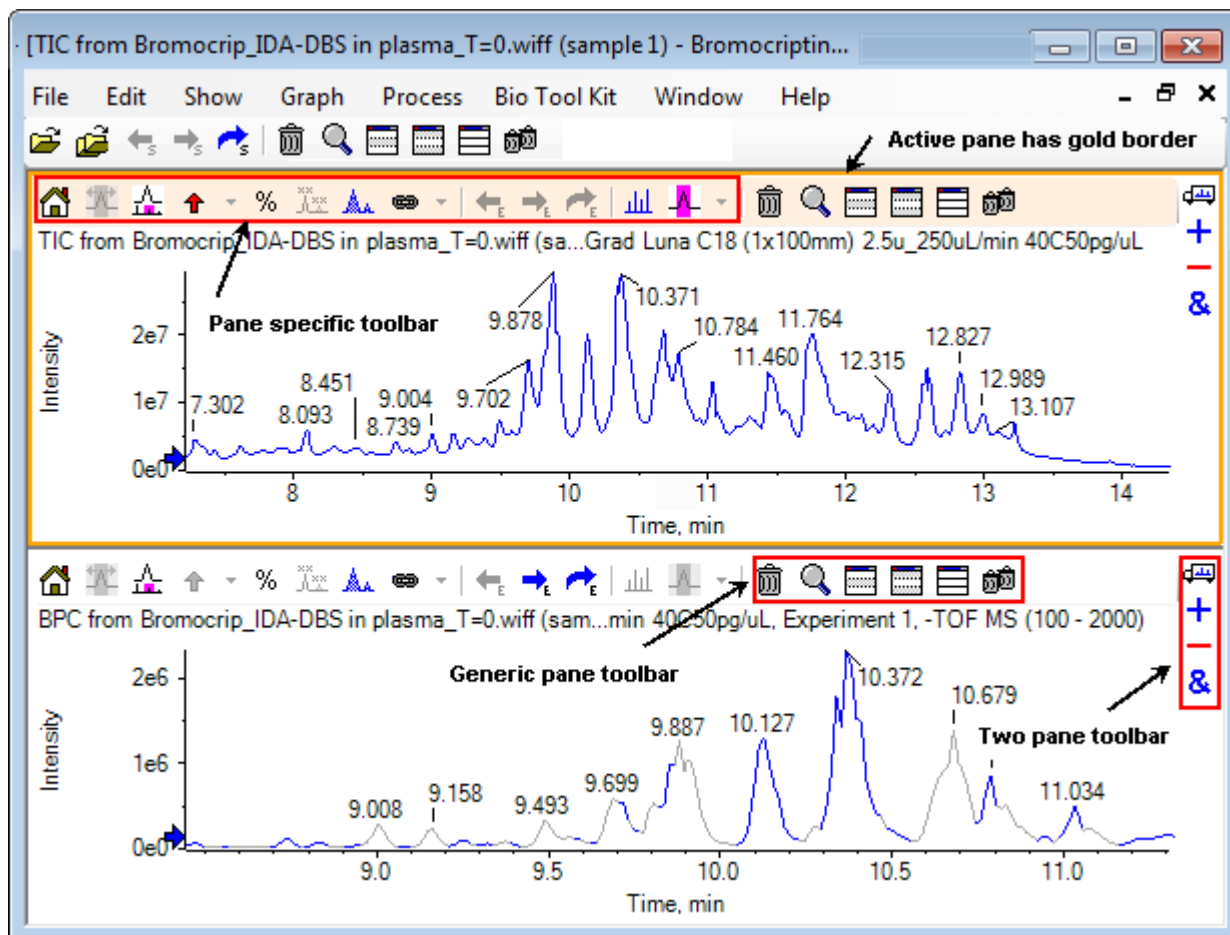 [TIC from Bromocrip_IDA-DBS in plasma_T=0.wiff (sample 1) - Bromocriptin...
File Edit Show Graph Process Bio Tool Kit Window Help
S S S
Active pane has gold border
% E E E
TIC from Bromocrip_IDA-DBS in plasma_T=0.wiff (sa...Grad Luna C18 (1x100mm) 2.5u_250uL/min 40C50pg/uL
+
−
&
Pane specific toolbar
Intensity
2e7
1e7
0e0
7.302
8.093
8.451
8.739
9.004
9.702
9.878
10.371
10.784
11.460
11.764
12.315
12.827
12.989
13.107
8 9 10 11 12 13 14
Time, min
% E E E
BPC from Bromocrip_IDA-DBS in plasma_T=0.wiff (sam...min 40C50pg/uL, Experiment 1, -TOF MS (100 - 2000)
+
−
&
Generic pane toolbar
Two pane toolbar
Intensity
2e6
1e6
0e0
9.008
9.158
9.493
9.699
9.887
10.127
10.372
10.679
11.034
9.0 9.5 10.0 10.5 11.0
Time, min